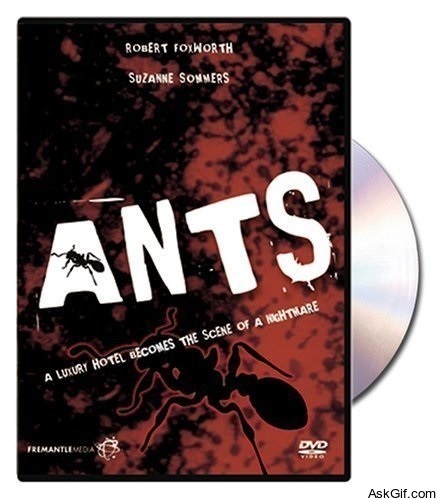 ROBERT FOXWORTH
SUZANNE SOMMERS
ANTS
A LUXURY HOTEL BECOMES THE SCENE OF A NIGHTMARE
FREMANTLEMEDIA
DVD
VIDEO
AskGif.com